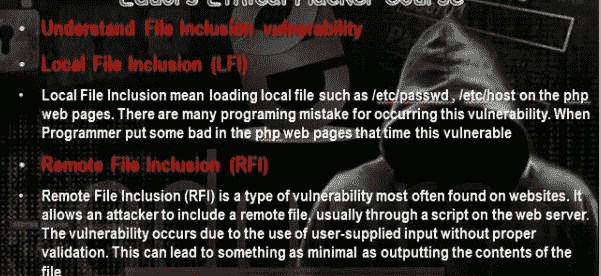 Ethical Hacker Course
• Understand File Inclusion vulnerability
• Local File Inclusion (LFI)
• Local File Inclusion mean loading local file such as /etc/passwd , /etc/host on the php
web pages. There are many programing mistake for occurring this vulnerability. When
Programmer put some bad in the php web pages that time this vulnerable
• Remote File Inclusion (RFI)
• Remote File Inclusion (RFI) is a type of vulnerability most often found on websites. It
allows an attacker to include a remote file, usually through a script on the web server.
The vulnerability occurs due to the use of user-supplied input without proper
validation. This can lead to something as minimal as outputting the contents of the
file